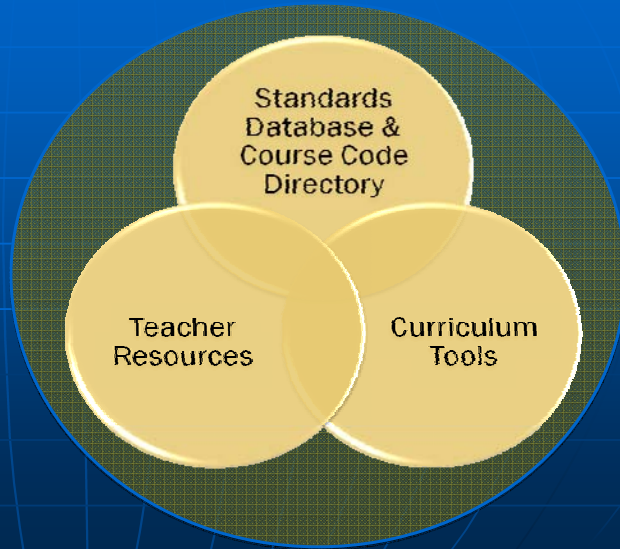 Standards
Database &
Course Code
Directory
Teacher
Resources
Curriculum
Tools